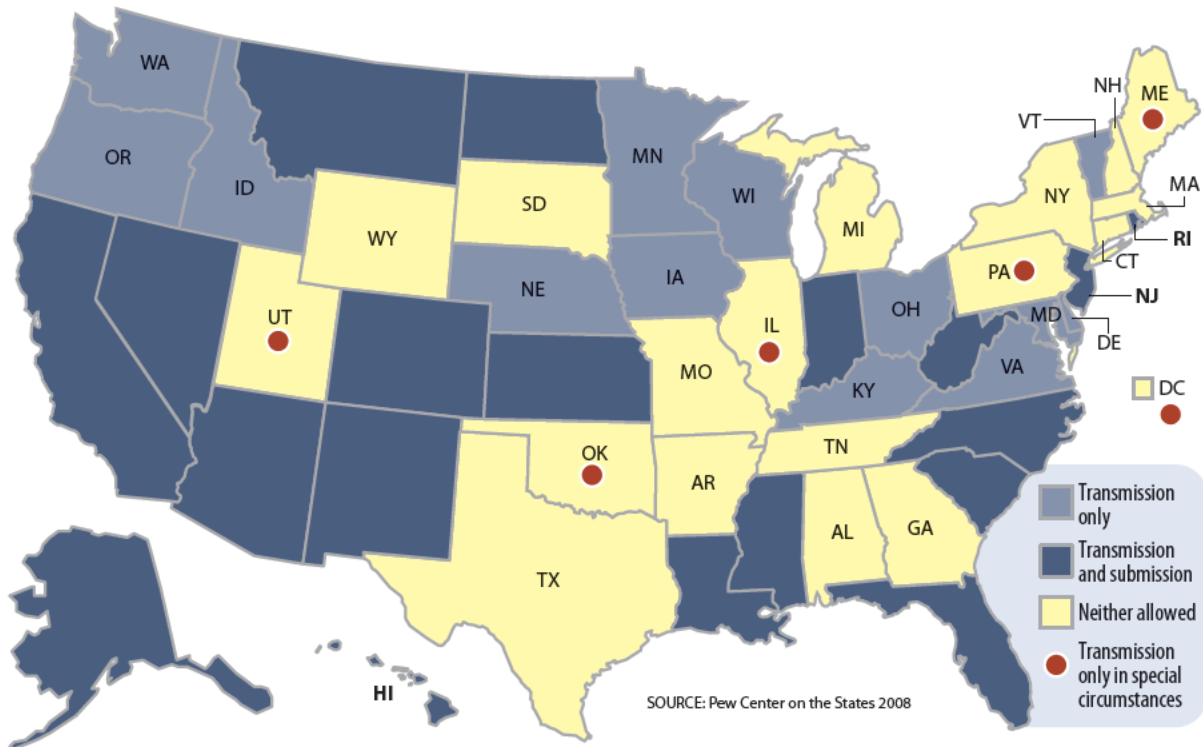 WA
NH
ME
VT
OR
MN
ID
WI
MA
SD
NY
WY
MI
RI
CT
PA
IA
NE
NJ
OH
UT
IL
MD
DE
VA
MO
KY
DC
TN
OK
AR
AL
GA
TX
HI
Transmission
only
Transmission
and submission
Neither allowed
Transmission
only in special
circumstances
SOURCE: Pew Center on the States 2008